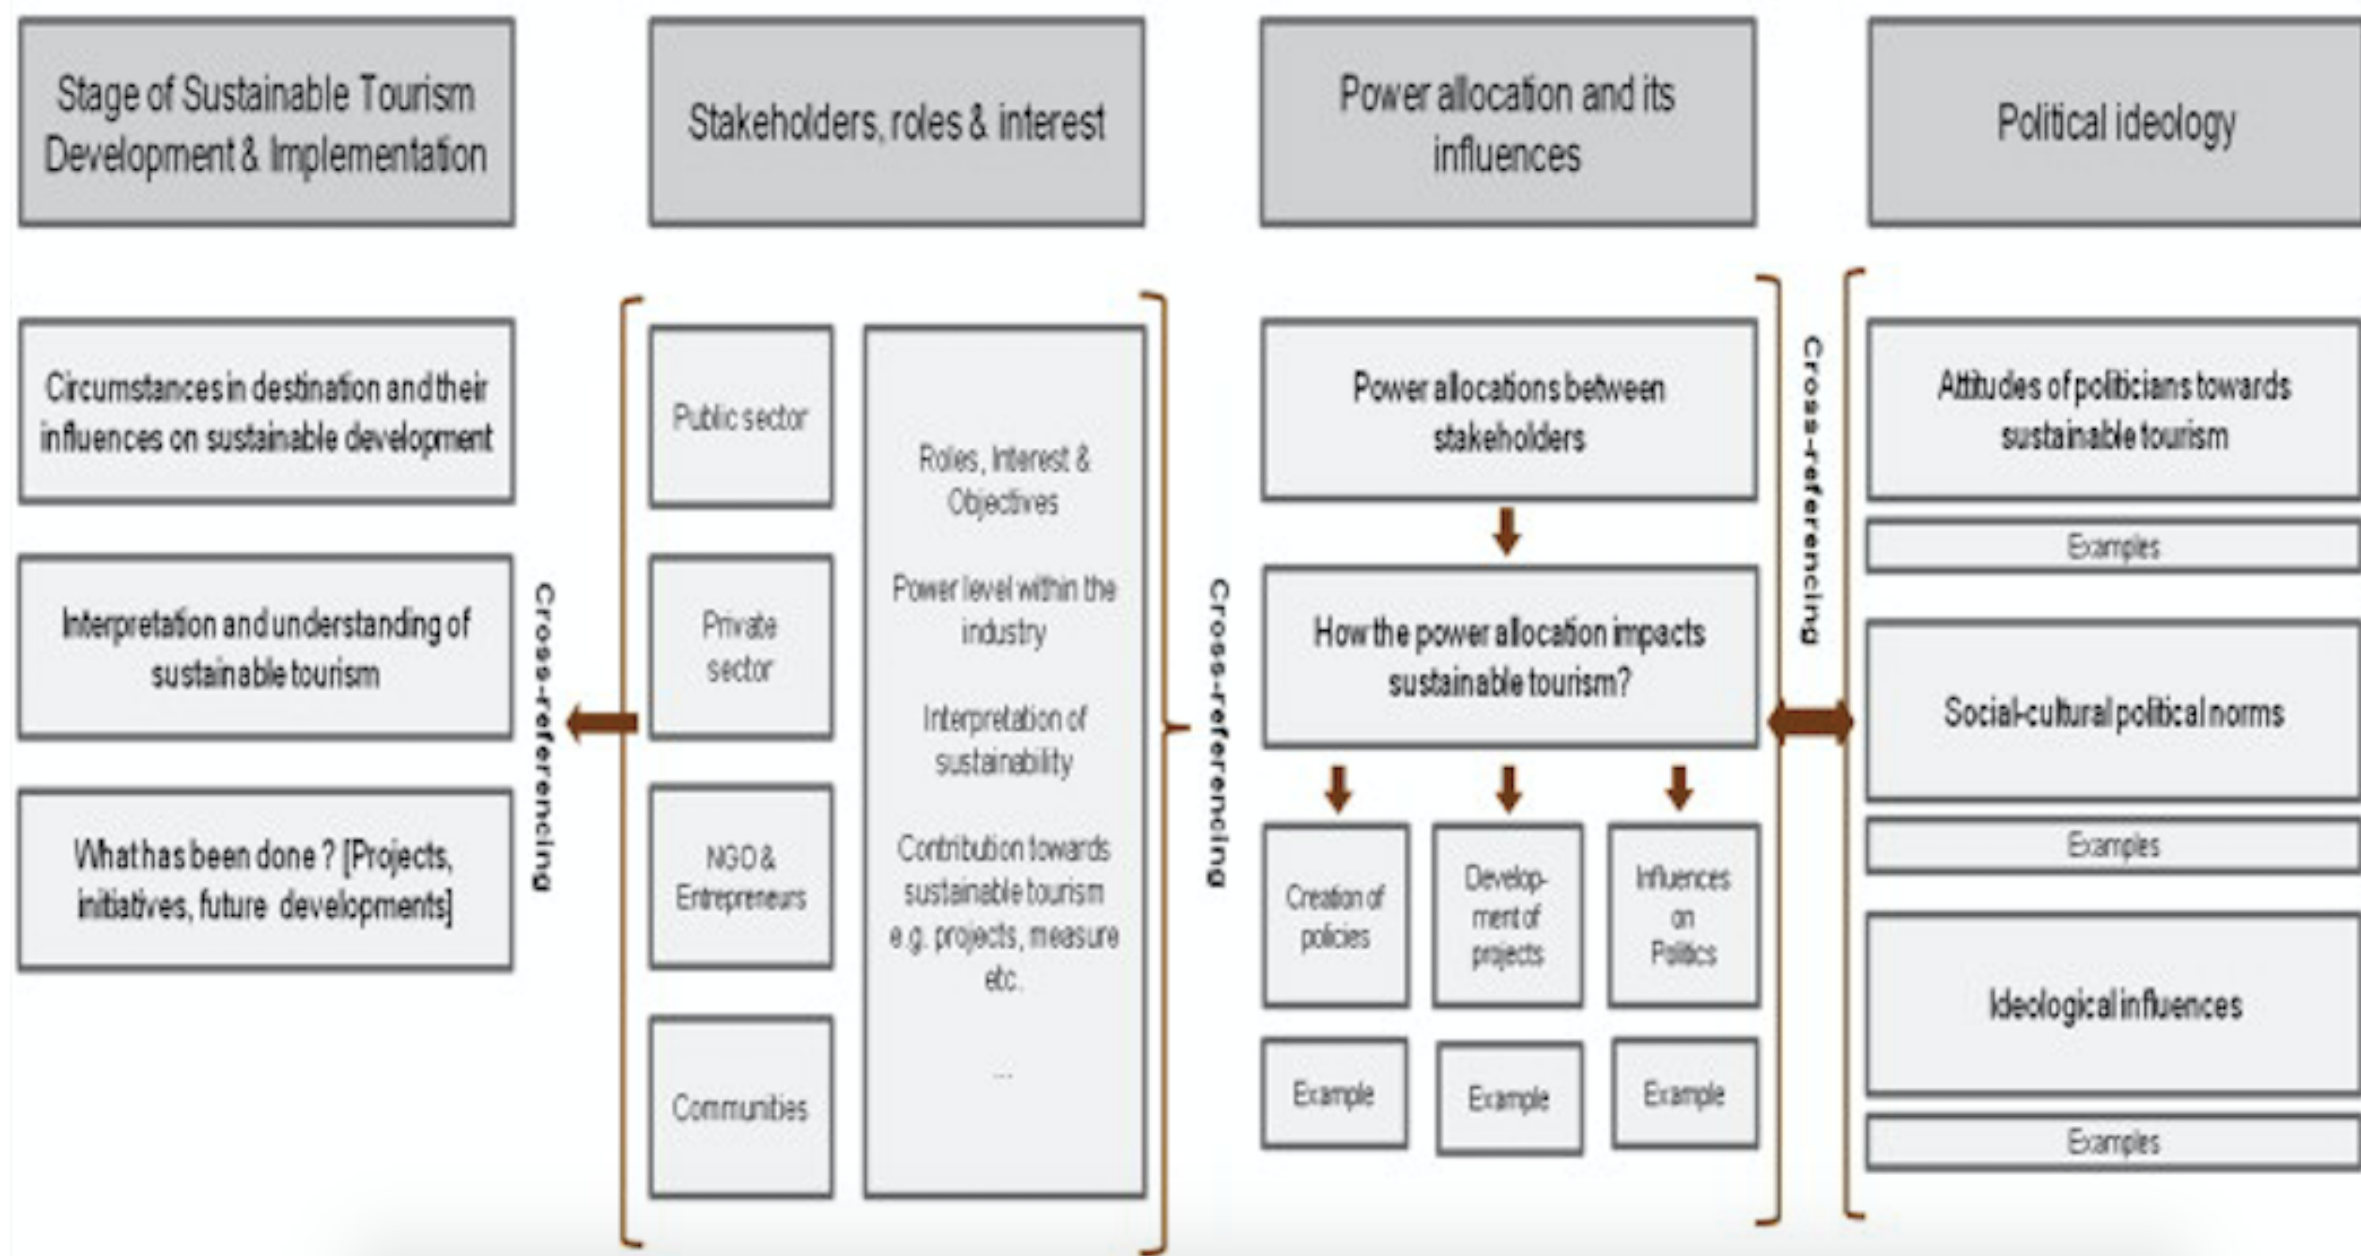 Stage of Sustainable Tourism
Development & Implementation
Stakeholders, roles & interest
Power allocation and its
influences
Political ideology
Circumstances in destination and their
influences on sustainable development
Interpretation and understanding of
sustainable tourism
What has been done ? [Projects,
initiatives, future developments]
Cross-referencing
Public sector
Private
sector
NGO &
Entrepreneurs
Communities
Roles, Interest &
Objectives
Power level within the
industry
Interpretation of
sustainability
Contribution towards
sustainable tourism
e.g. projects, measure
etc.
...
Cross-referencing
Power allocations between
stakeholders
How the power allocation impacts
sustainable tourism?
Creation of
policies
Develop-
ment of
projects
Influences
on
Politics
Example
Example
Example
Cross-referencing
Attitudes of politicians towards
sustainable tourism
Examples
Social-cultural political norms
Examples
Ideological influences
Examples